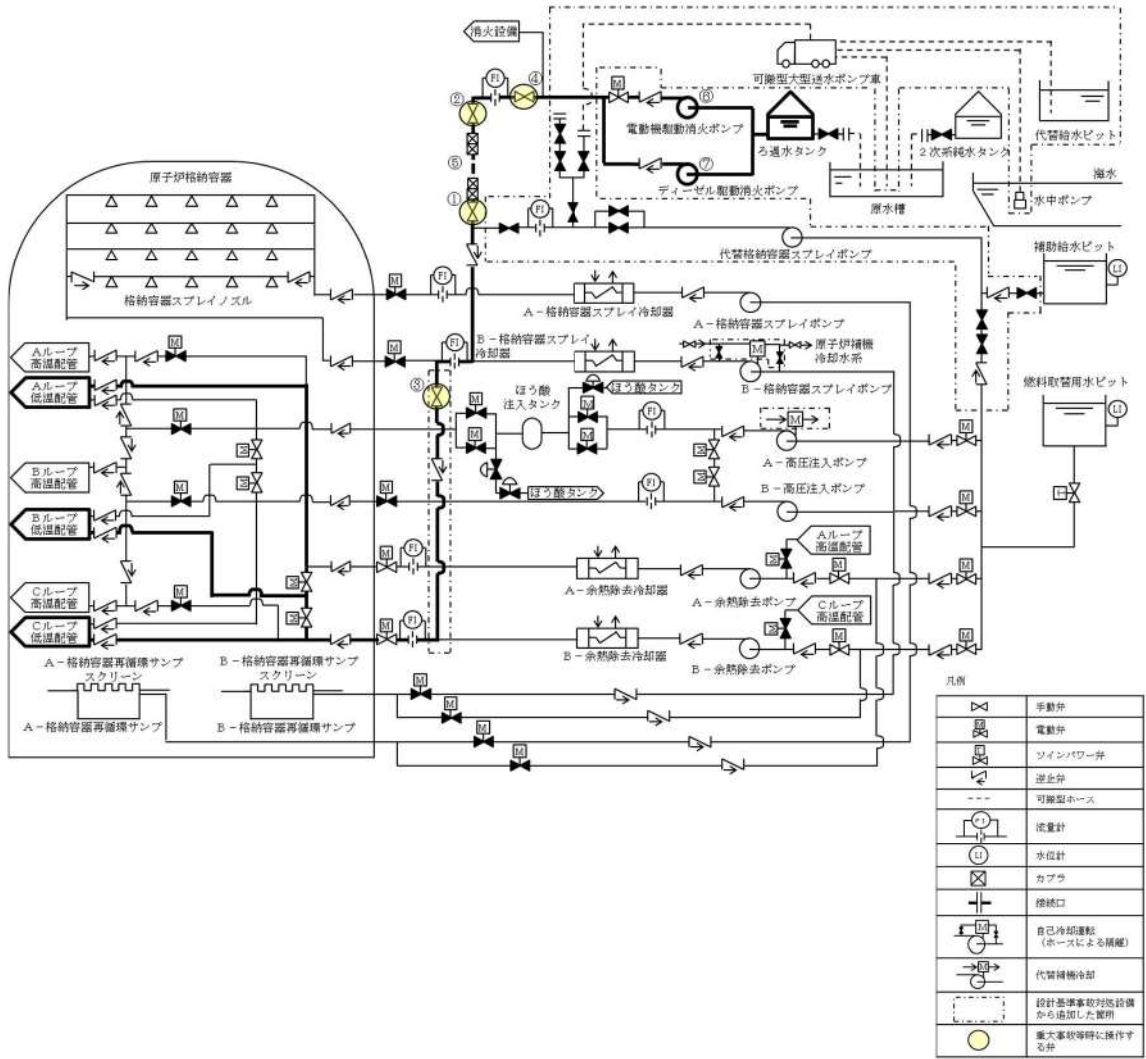 消火設備
FI
④
②
M
⑥
電動機駆動消火ポンプ
⑤
⑦
ディーゼル駆動消火ポンプ
①
ろ過水タンク
2次系純水タンク
可搬型大型送水ポンプ車
代替給水ピット
海水
水中ポンプ
原水槽
FI
代替格納容器スプレイポンプ
補助給水ピット
LI
原子炉格納容器
格納容器スプレイノズル
M
FI
A-格納容器スプレイ冷却器
A-格納容器スプレイポンプ
M
FI
B-格納容器スプレイ
冷却器
M
原子炉補機
冷却水系
B-格納容器スプレイポンプ
燃料取替用水ピット
LI
③
Aループ
高温配管
M
Aループ
低温配管
M
M
ほう酸
注入タンク
M
M
ほう酸タンク
M
M
FI
M
M
A-高圧注入ポンプ
M
Bループ
高温配管
M
M
M
ほう酸タンク
FI
M
B-高圧注入ポンプ
M
Bループ
低温配管
M
M
FI
A-余熱除去冷却器
Aループ
高温配管
M
M
A-余熱除去ポンプ
M
Cループ
高温配管
M
M
Cループ
低温配管
M
FI
B-余熱除去冷却器
Cループ
高温配管
M
M
B-余熱除去ポンプ
M
A-格納容器再循環サンプ
スクリーン
B-格納容器再循環サンプ
スクリーン
A-格納容器再循環サンプ
B-格納容器再循環サンプ
M
M
M
M
凡例
手動弁
M
電動弁
ツインパワー弁
逆止弁
可搬型ホース
FI
流量計
LI
水位計
カプラ
接続口
M
自己冷却運転
(ホースによる隔離)
M
代替補機冷却
設計基準事故対処設備
から追加した箇所
重大事故等時に操作す
る弁